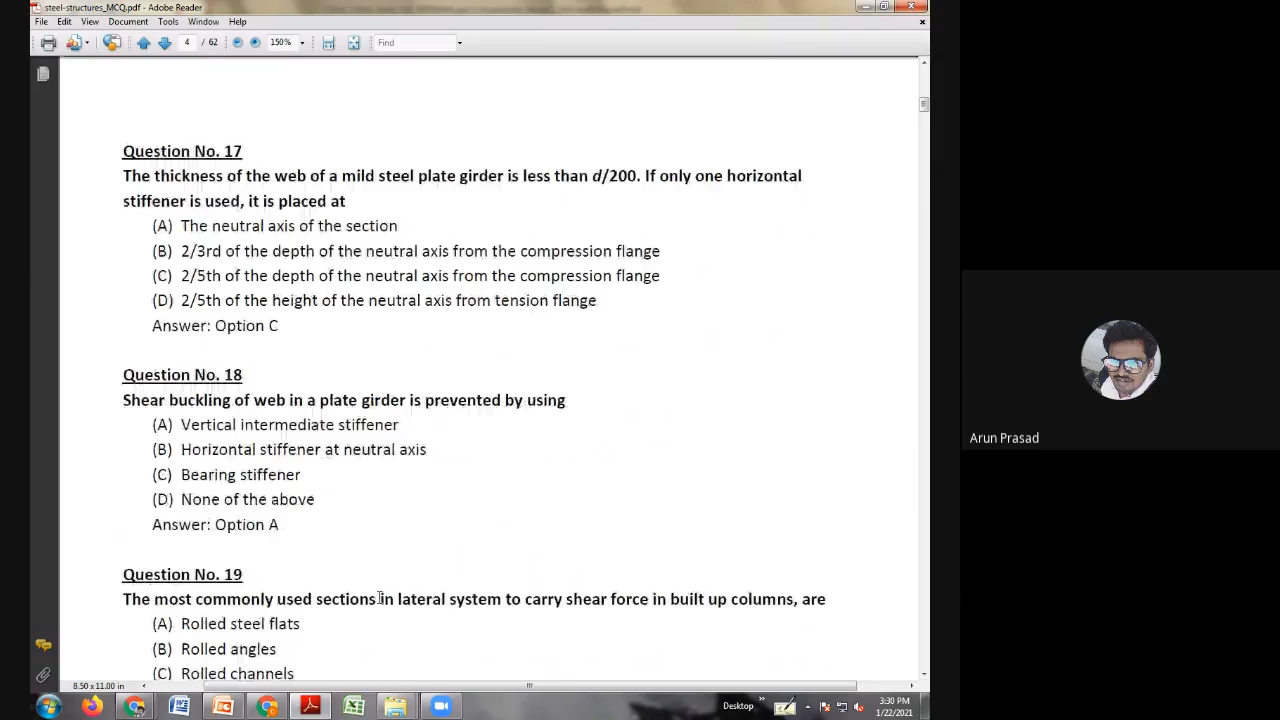 steel-structures_MCQ.pdf - Adobe Reader
File Edit View Document Tools Window Help
4 / 62 150% Find
Question No. 17
The thickness of the web of a mild steel plate girder is less than d/200. If only one horizontal
stiffener is used, it is placed at
(A) The neutral axis of the section
(B) 2/3rd of the depth of the neutral axis from the compression flange
(C) 2/5th of the depth of the neutral axis from the compression flange
(D) 2/5th of the height of the neutral axis from tension flange
Answer: Option C
Question No. 18
Shear buckling of web in a plate girder is prevented by using
(A) Vertical intermediate stiffener
(B) Horizontal stiffener at neutral axis
(C) Bearing stiffener
(D) None of the above
Answer: Option A
Question No. 19
The most commonly used sections in lateral system to carry shear force in built up columns, are
(A) Rolled steel flats
(B) Rolled angles
(C) Rolled channels
8.50 x 11.00 in
Desktop
3:30 PM
1/22/2021
Arun Prasad